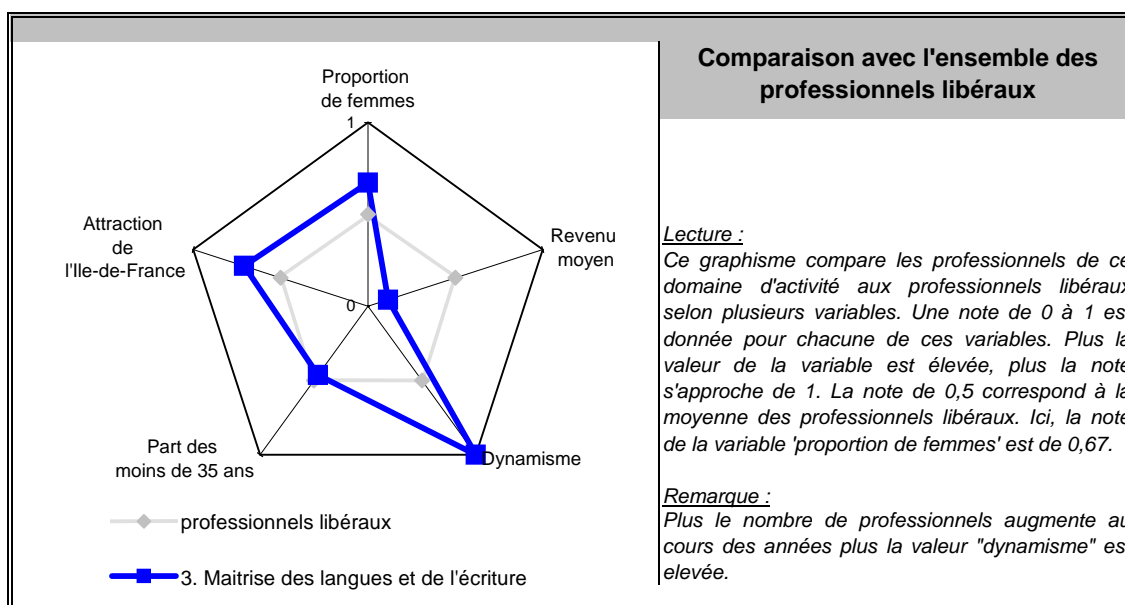 Comparaison avec l'ensemble des
professionnels libéraux
Proportion
de femmes
1
Attraction
de
l'Ile-de-France
Revenu
moyen
0
Part des
moins de 35 ans
Dynamisme
professionnels libéraux
3. Maitrise des langues et de l'écriture
Lecture :
Ce graphisme compare les professionnels de ce
domaine d'activité aux professionnels libéraux
selon plusieurs variables. Une note de 0 à 1 es
donnée pour chacune de ces variables. Plus la
valeur de la variable est élevée, plus la note
s'approche de 1. La note de 0,5 correspond à la
moyenne des professionnels libéraux. Ici, la note
de la variable 'proportion de femmes' est de 0,67.
Remarque :
Plus le nombre de professionnels augmente au
cours des années plus la valeur "dynamisme" es
elevée.